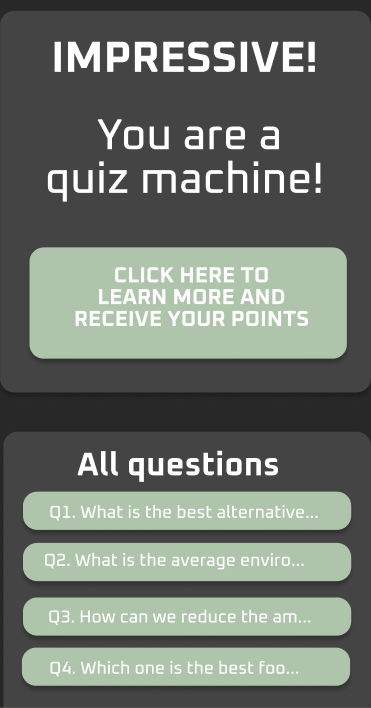 IMPRESSIVE!
You are a
quiz machine!
CLICK HERE TO
LEARN MORE AND
RECEIVE YOUR POINTS
All questions
Q1. What is the best alternative...
Q2. What is the average enviro...
Q3. How can we reduce the am...
Q4. Which one is the best foo...